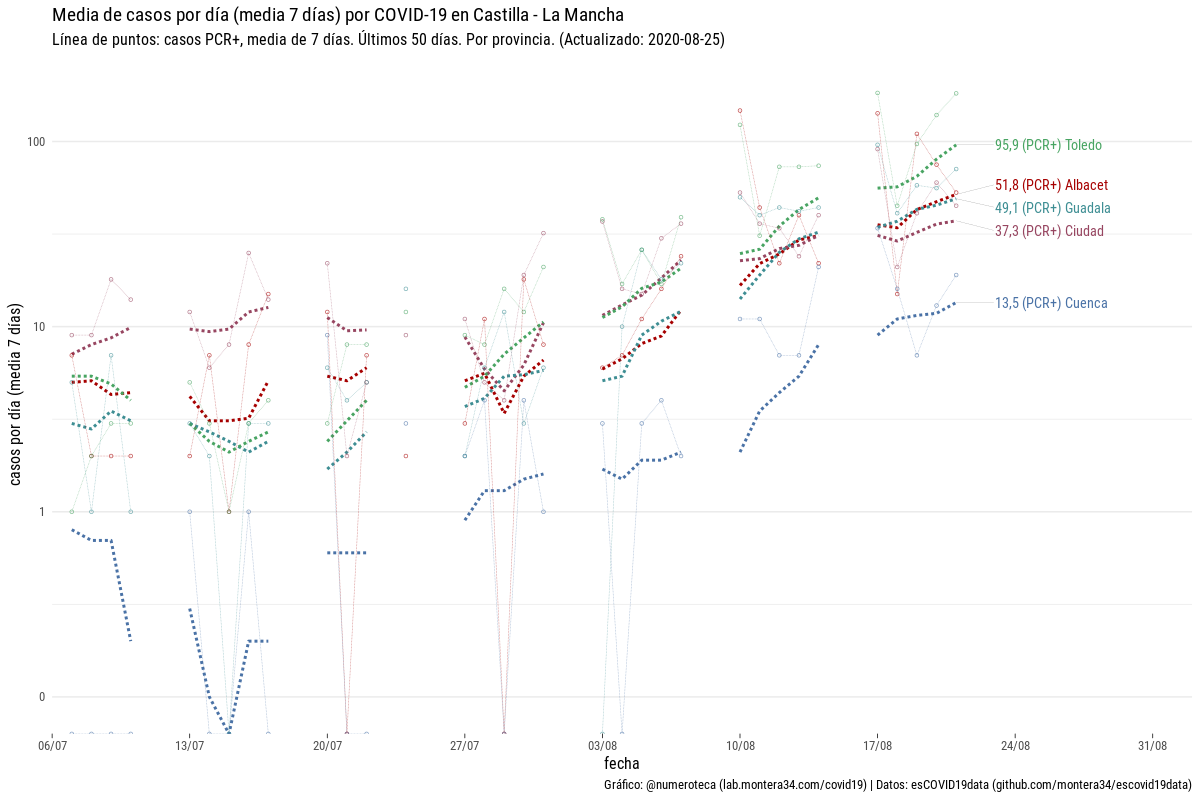 Media de casos por día (media 7 días) por COVID-19 en Castilla - La Mancha
Línea de puntos: casos PCR+, media de 7 días. Últimos 50 días. Por provincia. (Actualizado: 2020-08-25)
casos por día (media 7 días)
100
10
1
0
95,9 (PCR+) Toledo
51,8 (PCR+) Albacet
49,1 (PCR+) Guadala
37,3 (PCR+) Ciudad
13,5 (PCR+) Cuenca
06/07 13/07 20/07 27/07 03/08 10/08 17/08 24/08 31/08
fecha
Gráfico: @numeroteca (lab.montera34.com/covid19) | Datos: esCOVID19data (github.com/montera34/escovid19data)